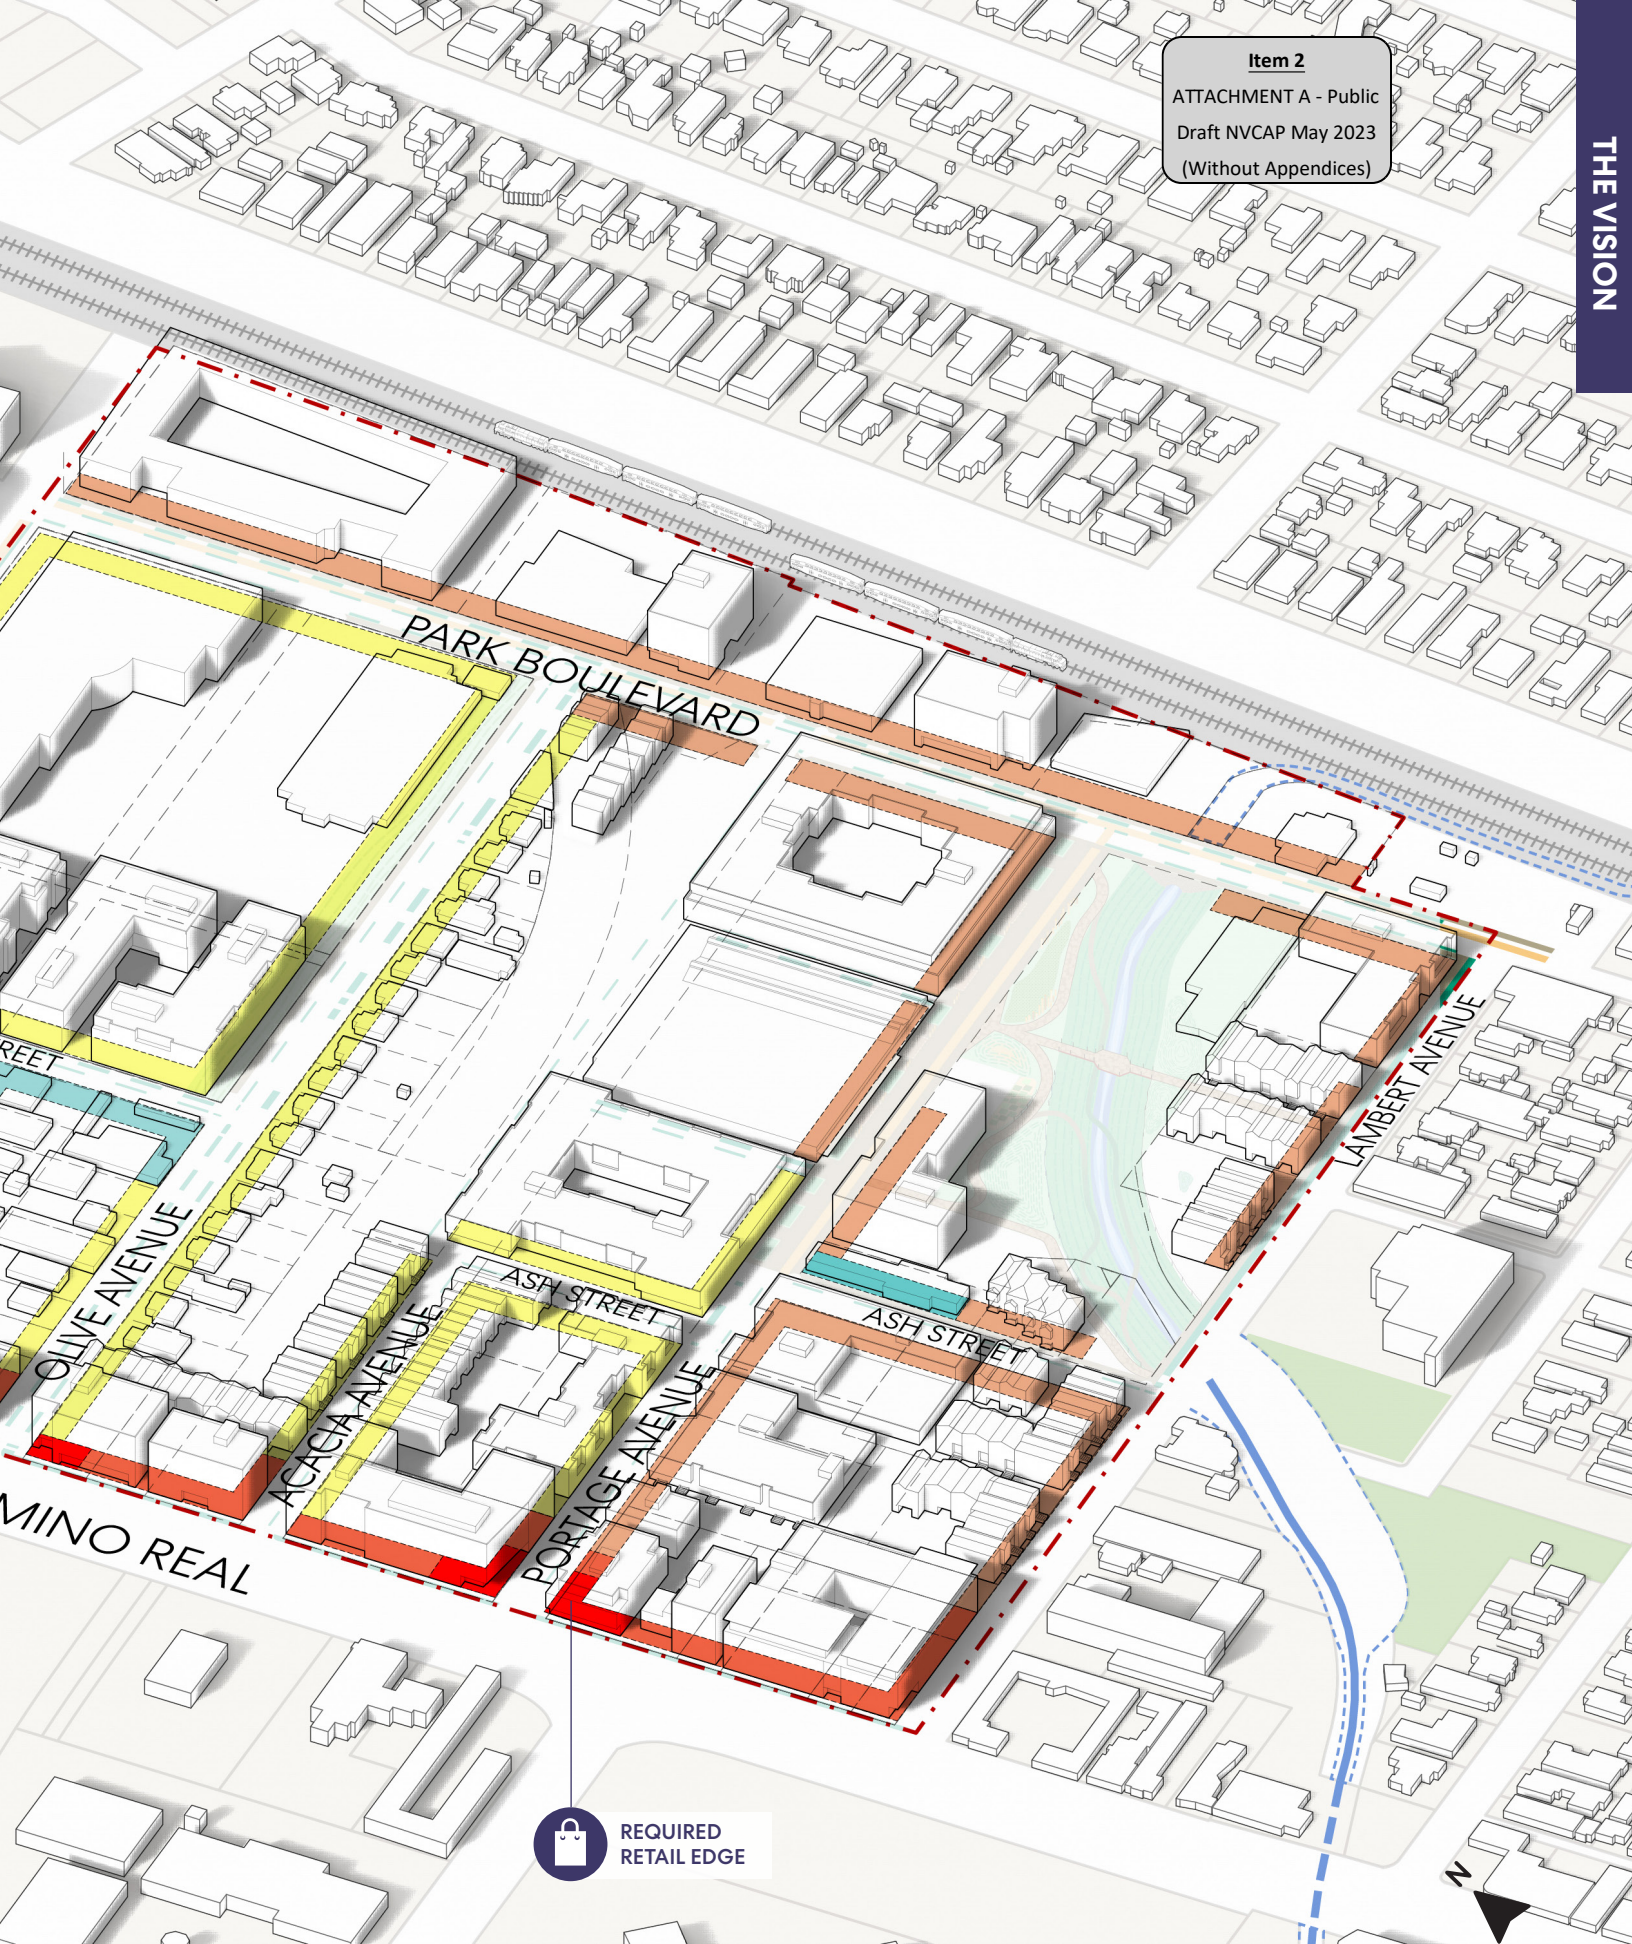 Item 2
ATTACHMENT A - Public
Draft NVCAP May 2023
(Without Appendices)
THE VISION
PARK BOULEVARD
REET
LAMBERT AVENUE
OLIVE AVENUE
ASH STREET
ASH STREET
ACACIA AVENUE
PORTAGE AVENUE
MINO REAL
REQUIRED
RETAIL EDGE
N